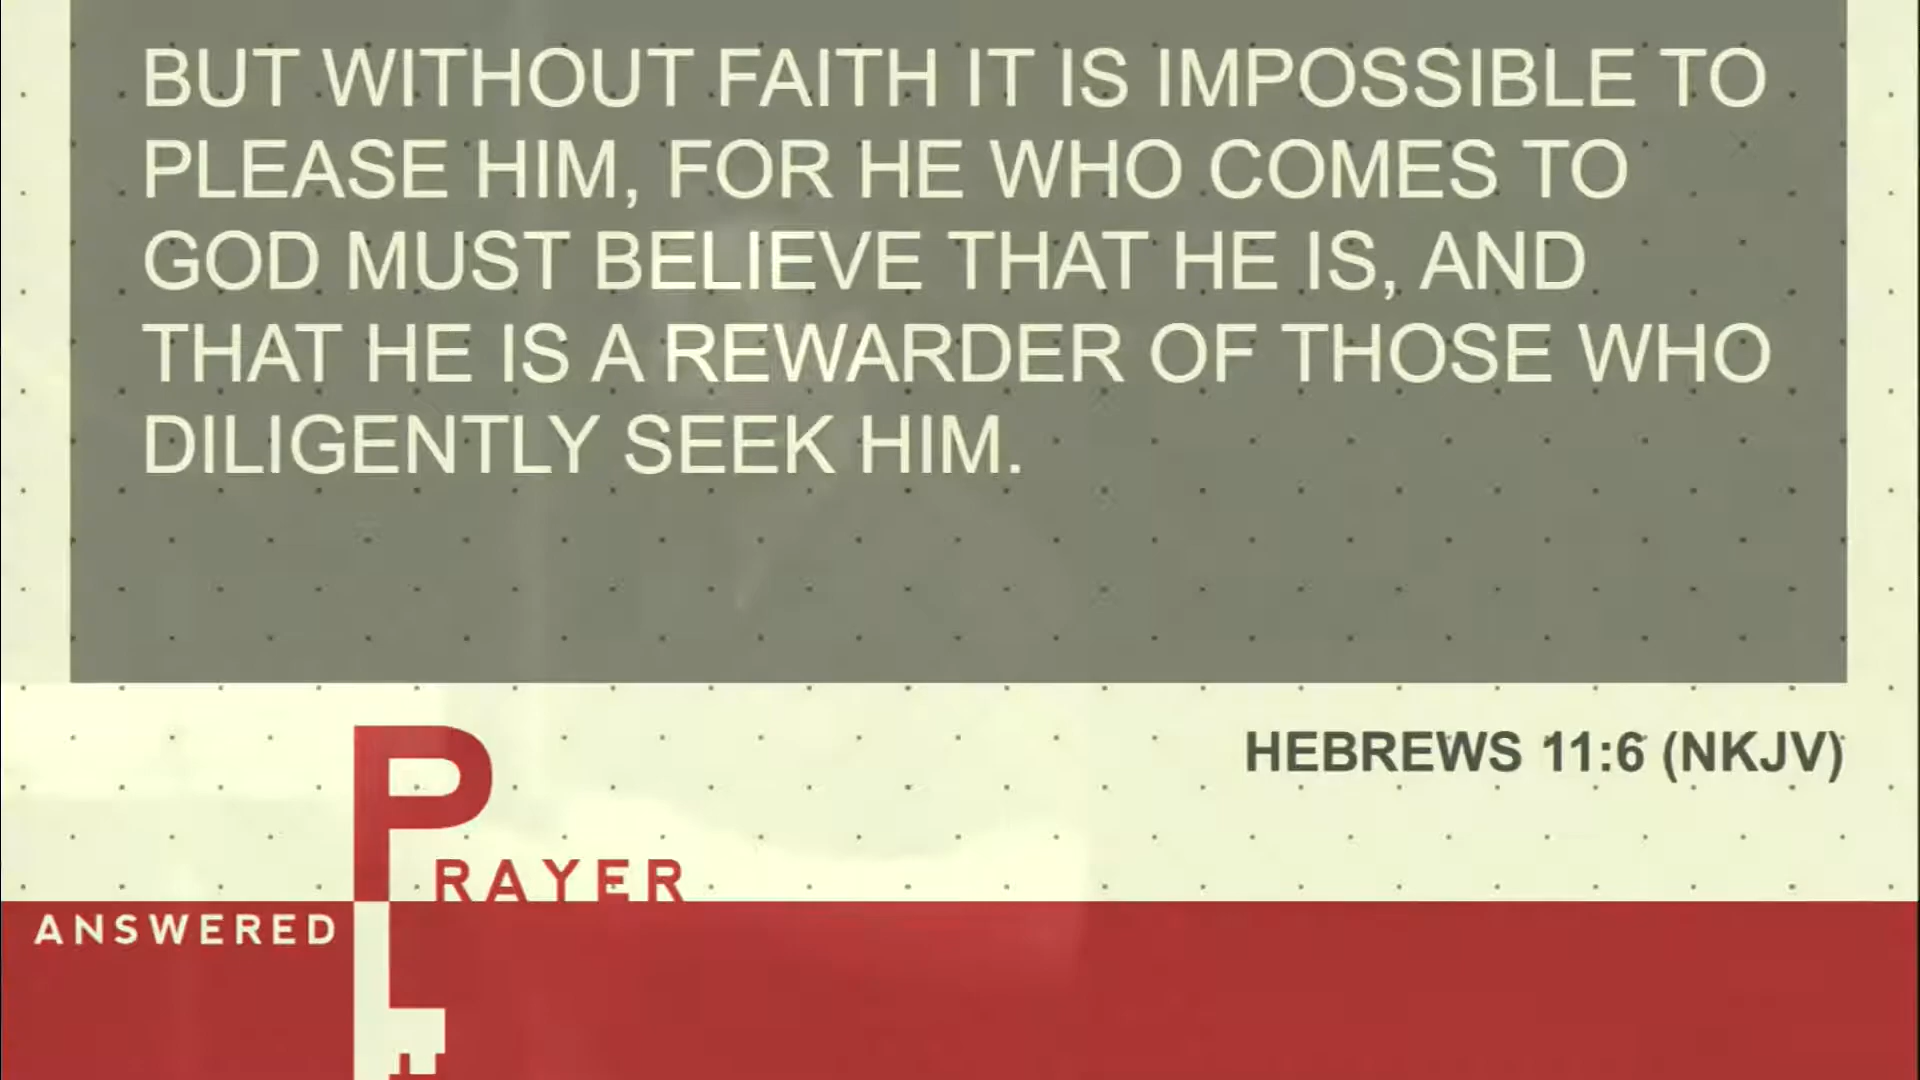 BUT WITHOUT FAITH IT IS IMPOSSIBLE TO
PLEASE HIM, FOR HE WHO COMES TO
GOD MUST BELIEVE THAT HE IS, AND
THAT HE IS A REWARDER OF THOSE WHO
DILIGENTLY SEEK HIM.
HEBREWS 11:6 (NKJV)
ANSWERED
PRAYER